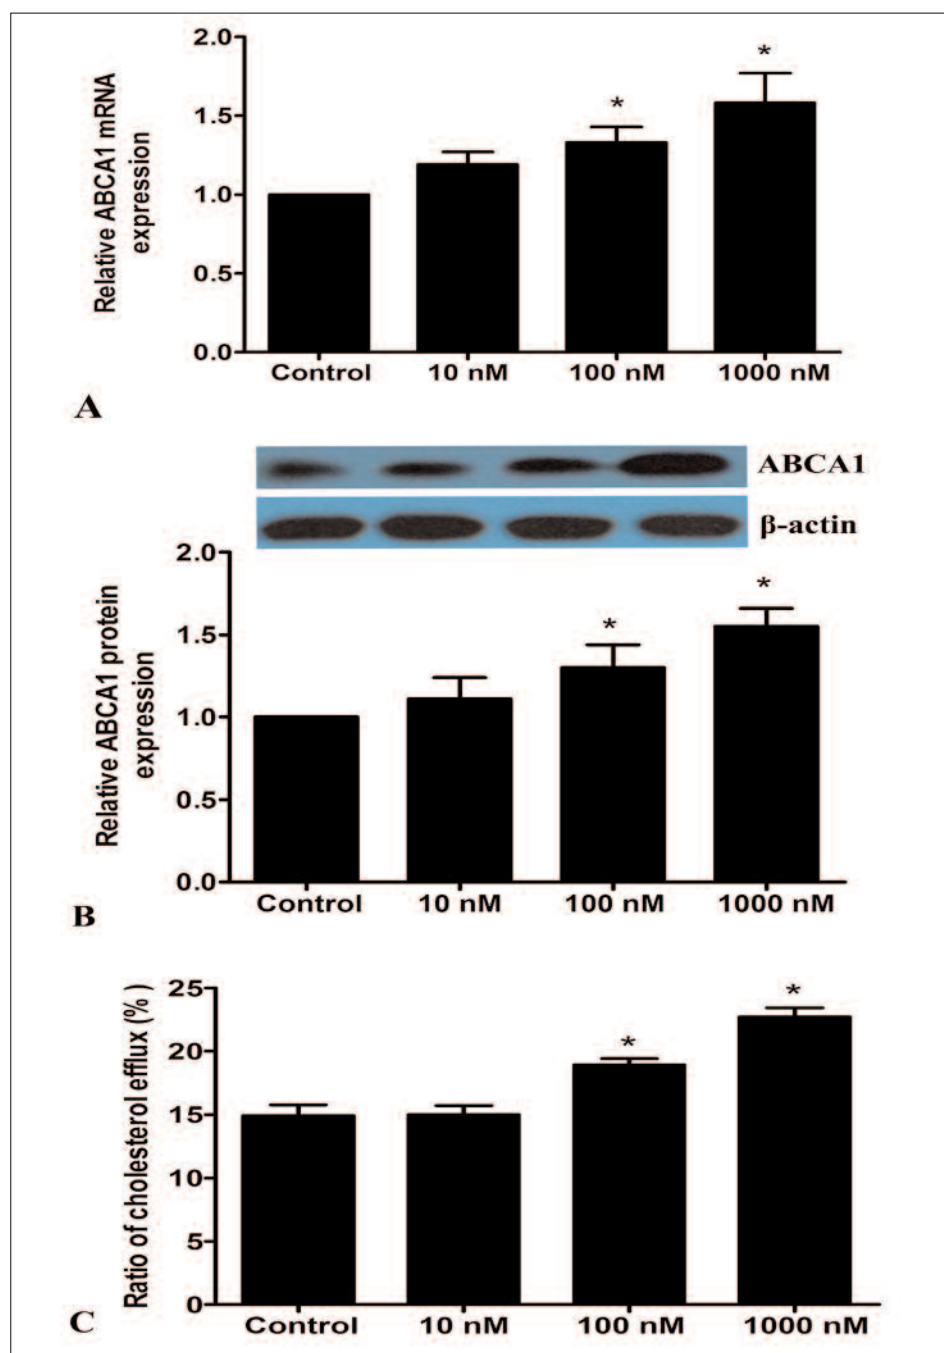 2.0
1.5
1.0
0.5
0.0
Relative ABCA1 mRNA
expression
*
*
Control 10 nM 100 nM 1000 nM
A
ABCA1
β-actin
2.0
1.5
1.0
0.5
0.0
Relative ABCA1 protein
expression
*
*
Control 10 nM 100 nM 1000 nM
B
25
20
15
10
5
0
Ratio of cholesterol efflux (%)
*
*
Control 10 nM 100 nM 1000 nM
C